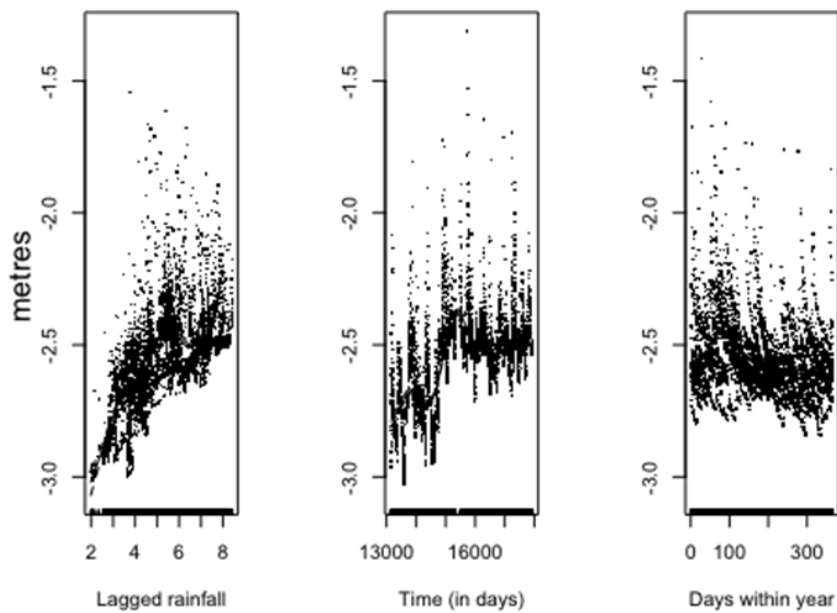 metres
-1.5
-2.0
-2.5
-3.0
2 4 6 8
Lagged rainfall
-1.5
-2.0
-2.5
-3.0
13000 16000
Time (in days)
-1.5
-2.0
-2.5
-3.0
0 100 300
Days within year